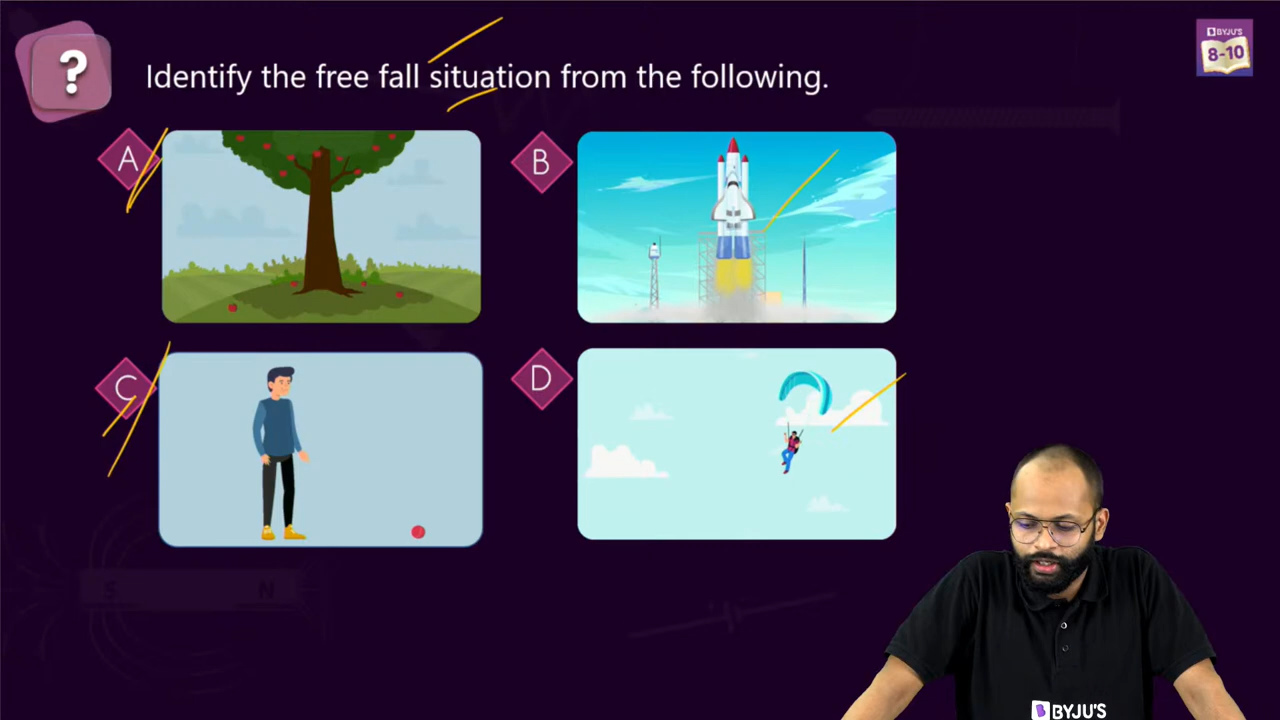 ?
Identify the free fall situation from the following.
BYJU'S
8-10
A
B
C
D
S N
BYJU'S